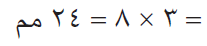 = ٣ × ٨ = ٢٤ مم